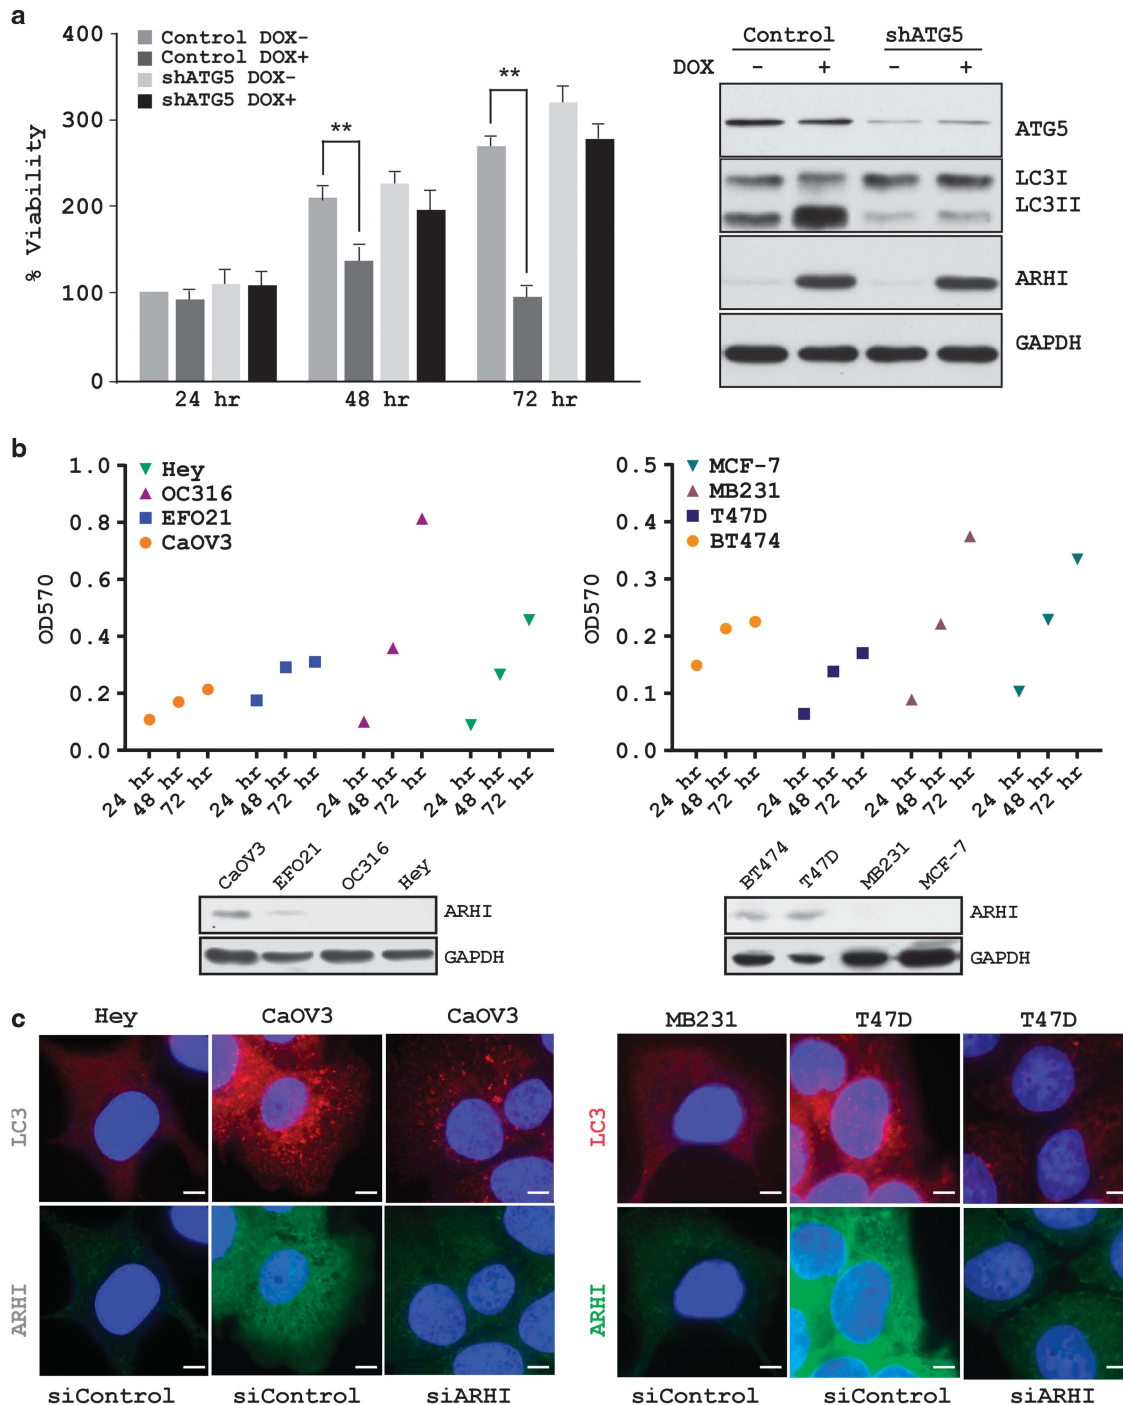 a
400
300
200
100
0
% Viability
Control DOX-
Control DOX+
shATG5 DOX-
shATG5 DOX+
**
**
24 hr
48 hr
72 hr
Control
shATG5
DOX
-
+
-
+
ATG5
LC3I
LC3II
ARHI
GAPDH
b
1.0
0.8
0.6
0.4
0.2
0.0
OD570
Hey
OC316
EFO21
CaOV3
24 hr
48 hr
72 hr
24 hr
48 hr
72 hr
24 hr
48 hr
72 hr
24 hr
48 hr
72 hr
0.5
0.4
0.3
0.2
0.1
0.0
OD570
MCF-7
MB231
T47D
BT474
24 hr
48 hr
72 hr
24 hr
48 hr
72 hr
24 hr
48 hr
72 hr
24 hr
48 hr
72 hr
CaOV3
EFO21
OC316
Hey
ARHI
GAPDH
BT474
T47D
MB231
MCF-7
ARHI
GAPDH
c
Hey
CaOV3
CaOV3
LC3
ARHI
siControl
siControl
siARHI
MB231
T47D
T47D
LC3
ARHI
siControl
siControl
siARHI